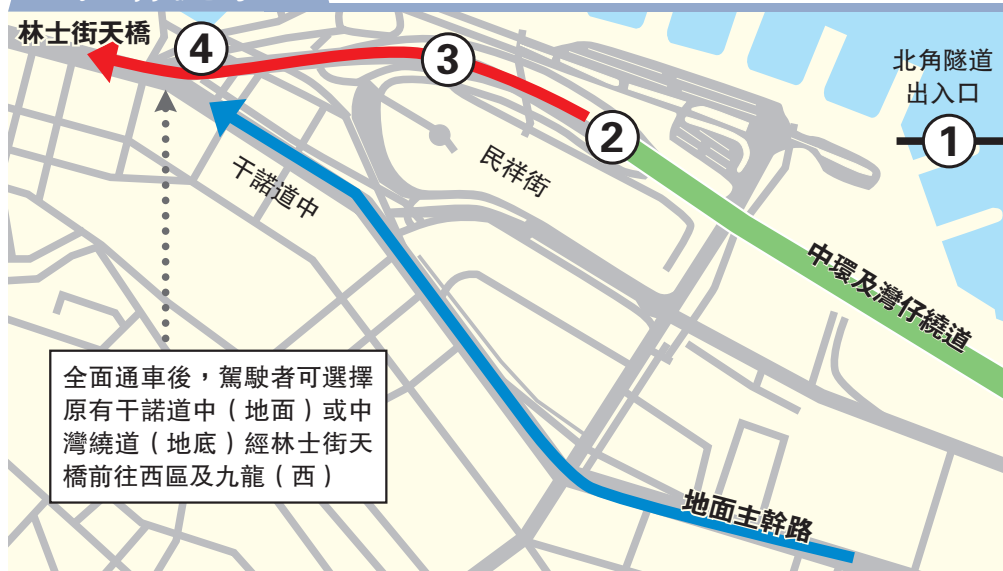 林士街天橋
④
③
②
北角隧道
出入口
①
民祥街
干諾道中
中環及灣仔繞道
全面通車後，駕駛者可選擇
原有干諾道中（地面）或中
灣繞道（地底）經林士街天
橋前往西區及九龍（西）
地面主幹路